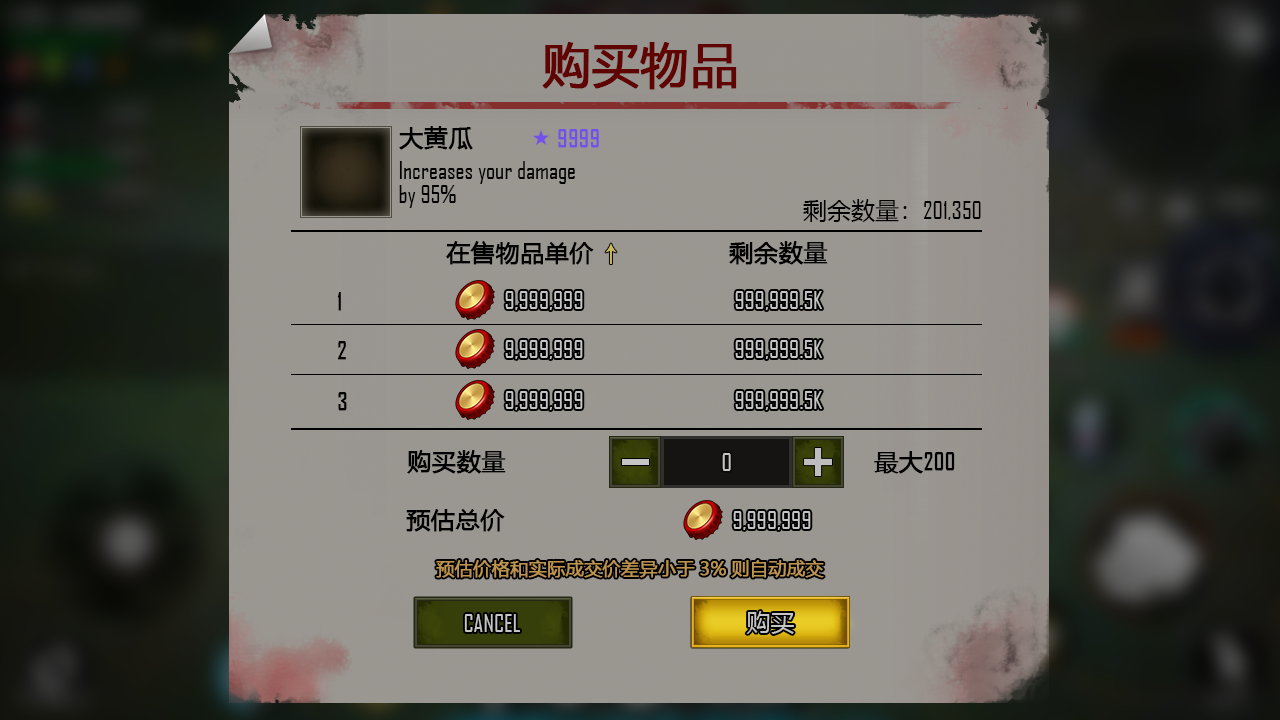 购买物品
大黄瓜 ★ 9999
Increases your damage
by 95%
剩余数量： 201,350
在售物品单价 剩余数量
1 9,999,999 999,999.5K
2 9,999,999 999,999.5K
3 9,999,999 999,999.5K
购买数量 0 最大200
预估总价 9,999,999
预估价格和实际成交价差异小于 3% 则自动成交
CANCEL 购买